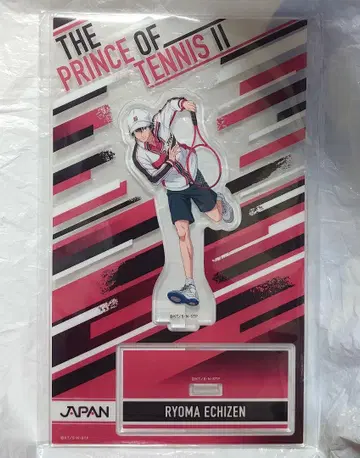 THE
PRINCE OF
TENNIS II
JAPAN
RYOMA ECHIZEN